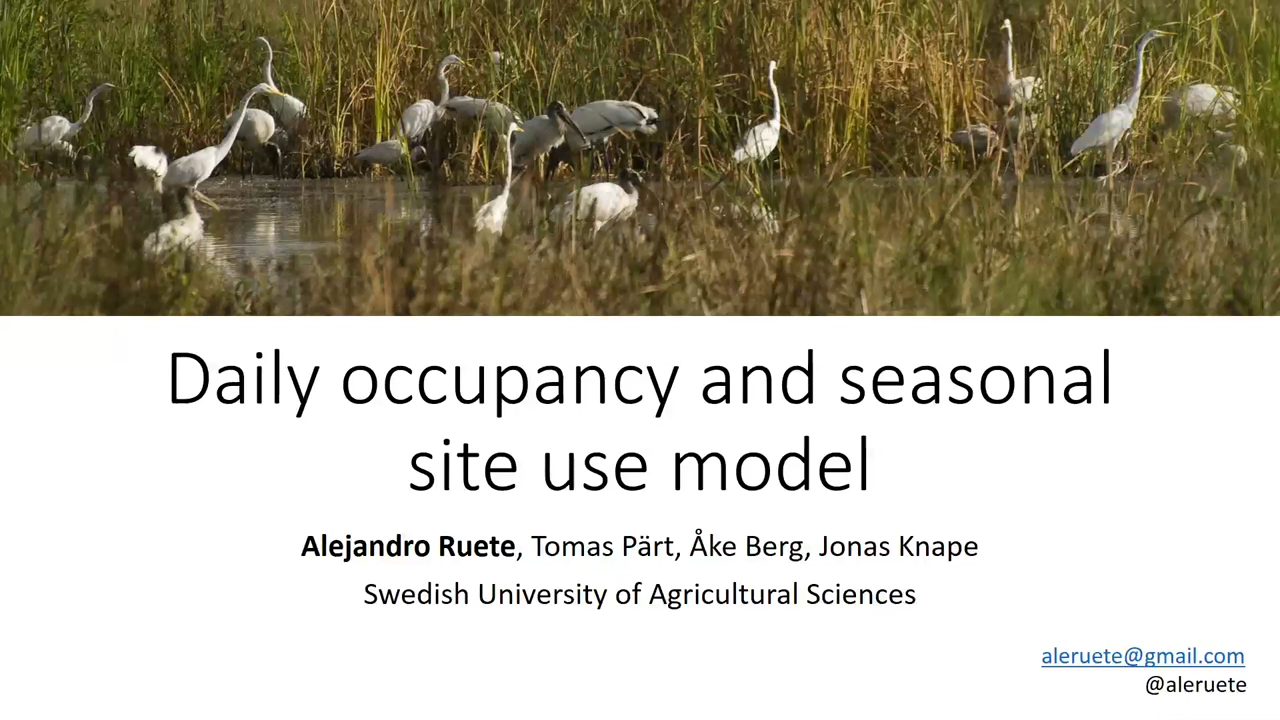 Daily occupancy and seasonal
site use model
Alejandro Ruete, Tomas Pärt, Åke Berg, Jonas Knape
Swedish University of Agricultural Sciences
aleruete@gmail.com
@aleruete